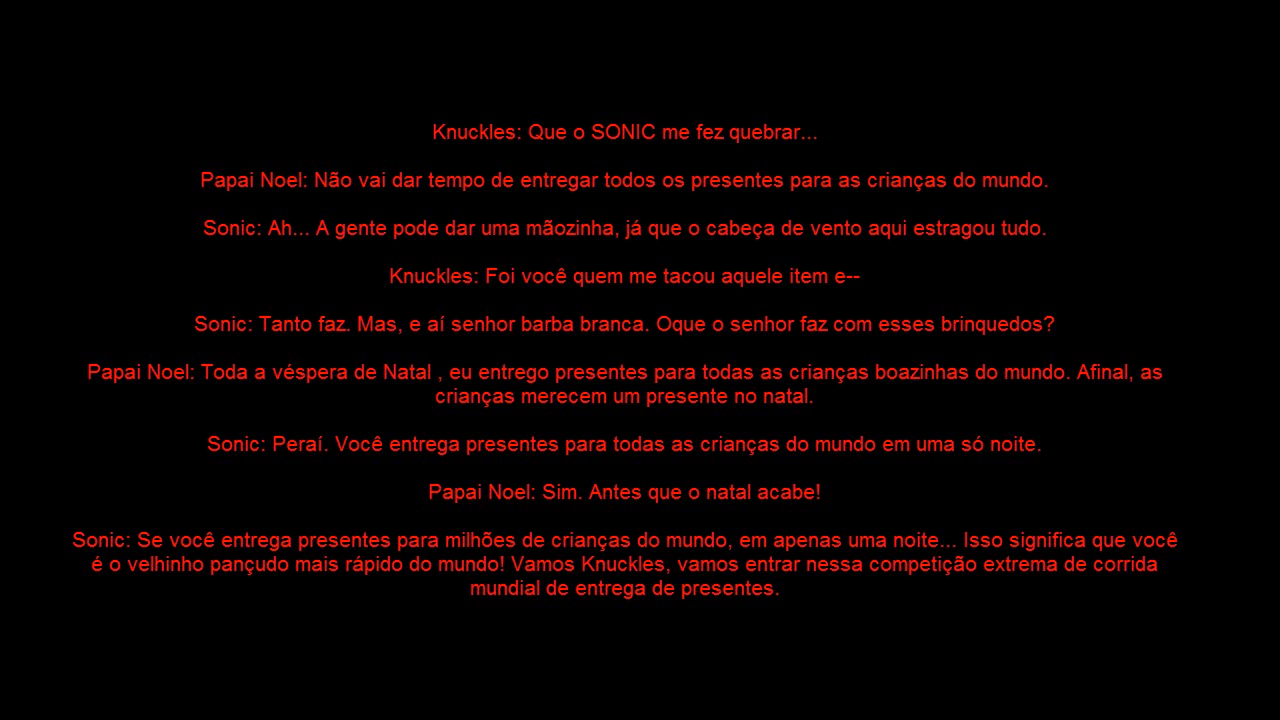 Knuckles: Que o SONIC me fez quebrar...
Papai Noel: Não vai dar tempo de entregar todos os presentes para as crianças do mundo.
Sonic: Ah... A gente pode dar uma mãozinha, já que o cabeça de vento aqui estragou tudo.
Knuckles: Foi você quem me tacou aquele item e--
Sonic: Tanto faz. Mas, e aí senhor barba branca. Oque o senhor faz com esses brinquedos?
Papai Noel: Toda a véspera de Natal , eu entrego presentes para todas as crianças boazinhas do mundo. Afinal, as
crianças merecem um presente no natal.
Sonic: Peraí. Você entrega presentes para todas as crianças do mundo em uma só noite.
Papai Noel: Sim. Antes que o natal acabe!
Sonic: Se você entrega presentes para milhões de crianças do mundo, em apenas uma noite... Isso significa que você
é o velhinho pançudo mais rápido do mundo! Vamos Knuckles, vamos entrar nessa competição extrema de corrida
mundial de entrega de presentes.